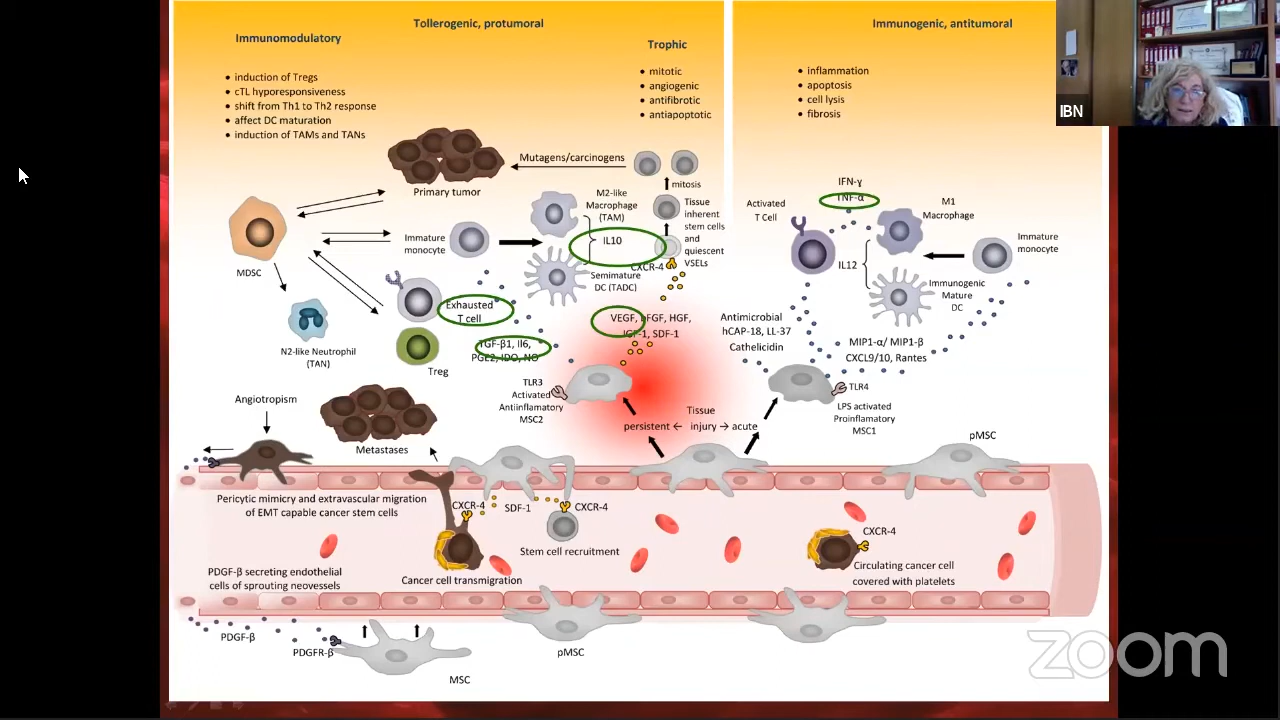 Tollerogenic, protumoral
Immunomodulatory
Trophic
• induction of Tregs
• cTL hyporesponsiveness
• shift from Th1 to Th2 response
• affect DC maturation
• induction of TAMs and TANs
• mitotic
• angiogenic
• antifibrotic
• antiapoptotic
Immunogenic, antitumoral
• inflammation
• apoptosis
• cell lysis
• fibrosis
IBN
Mutagens/carcinogens
Primary tumor
mitosis
M2-like
Macrophage
(TAM)
Tissue
inherent
stem cells
and
quiescent
VSELs
IL10
CXCR-4
Semimature
DC (TADC)
Immature
monocyte
MDSC
Exhausted
T cell
N2-like Neutrophil
(TAN)
Treg
TGF-β1, Il6,
PGE2, IDO, NO
VEGF, bFGF, HGF,
IGF-1, SDF-1
IFN-γ
TNF-α
Activated
T Cell
M1
Macrophage
Immature
monocyte
IL12
Immunogenic
Mature
DC
Antimicrobial
hCAP-18, LL-37
Cathelicidin
MIP1-α/ MIP1-β
CXCL9/10, Rantes
TLR3
Activated
Antiinflamatory
MSC2
TLR4
LPS activated
Proinflamatory
MSC1
Tissue
persistent ← injury → acute
Angiotropism
Metastases
pMSC
Pericytic mimicry and extravascular migration
of EMT capable cancer stem cells
CXCR-4
SDF-1
CXCR-4
Stem cell recruitment
CXCR-4
Circulating cancer cell
covered with platelets
PDGF-β secreting endothelial
cells of sprouting neovessels
Cancer cell transmigration
PDGF-β
PDGFR-β
MSC
pMSC
zoom